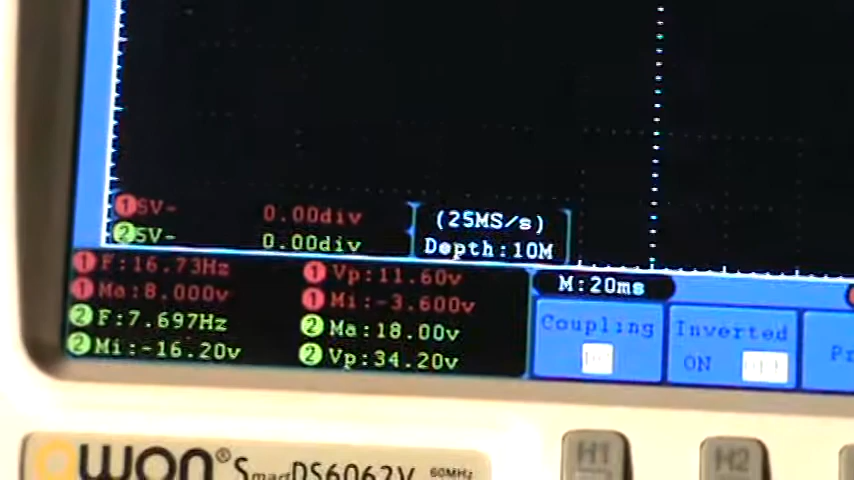 ① 5V- 0.00div
② 5V- 0.00div
(25MS/s)
Depth:10M
① F:16.73Hz ① Vp:11.60v
① Ma:8.000v ① Mi:-3.600v
② F:7.697Hz ② Ma:18.00v
② Mi:-16.20v ② Vp:34.20v
M:20ms
Coupling
Inverted
ON OFF
Pr
owon® SmartDS6062V 60MHz
H1
H2